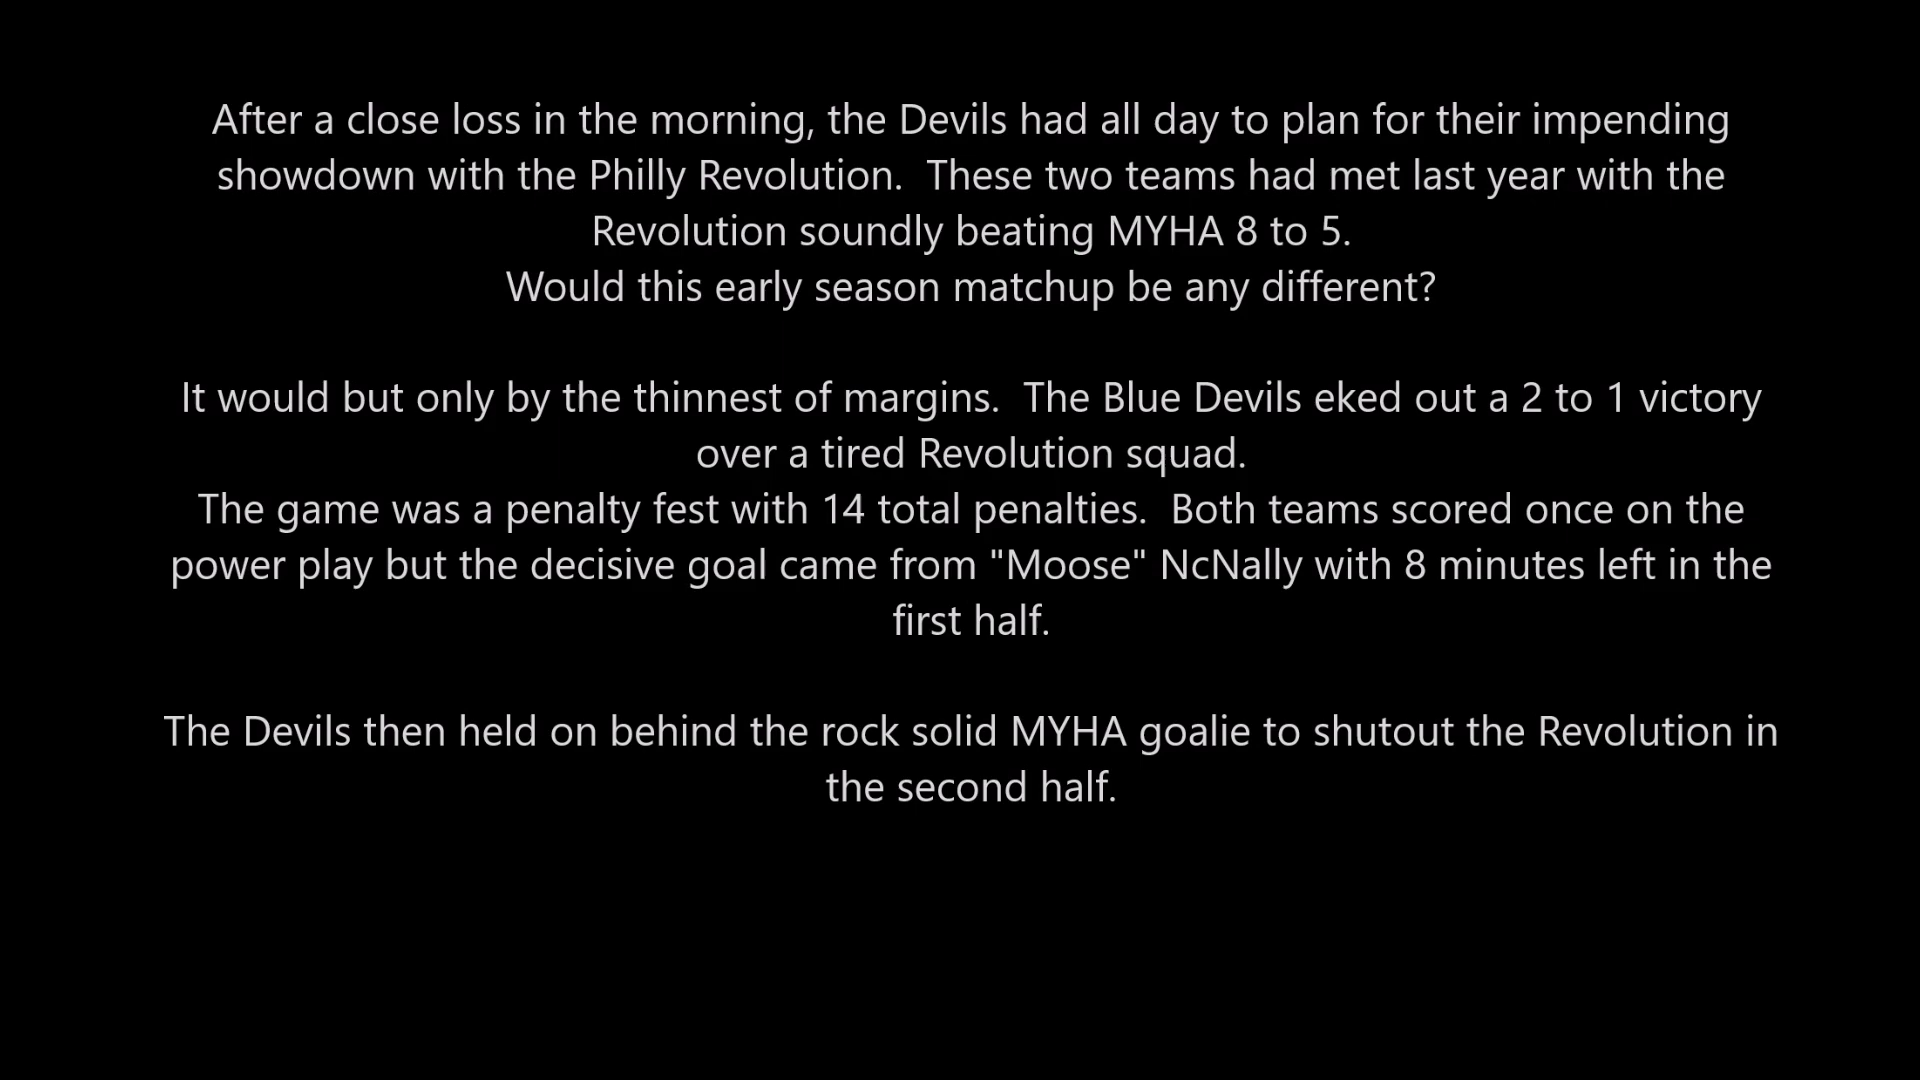 After a close loss in the morning, the Devils had all day to plan for their impending
showdown with the Philly Revolution.  These two teams had met last year with the
Revolution soundly beating MYHA 8 to 5.
Would this early season matchup be any different?
It would but only by the thinnest of margins.  The Blue Devils eked out a 2 to 1 victory
over a tired Revolution squad.
The game was a penalty fest with 14 total penalties.  Both teams scored once on the
power play but the decisive goal came from "Moose" NcNally with 8 minutes left in the
first half.
The Devils then held on behind the rock solid MYHA goalie to shutout the Revolution in
the second half.